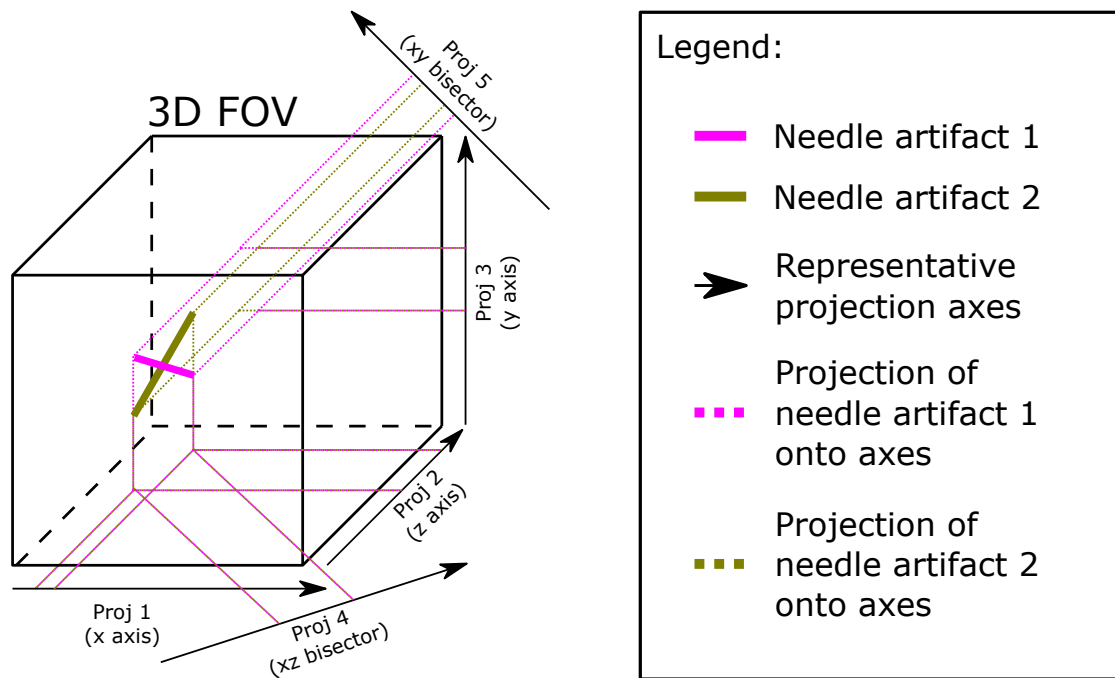 3D FOV
Proj 5
(xy bisector)
Proj 3
(y axis)
Proj 2
(z axis)
Proj 1
(x axis)
Proj 4
(xz bisector)
Legend:
Needle artifact 1
Needle artifact 2
Representative
projection axes
Projection of
needle artifact 1
onto axes
Projection of
needle artifact 2
onto axes